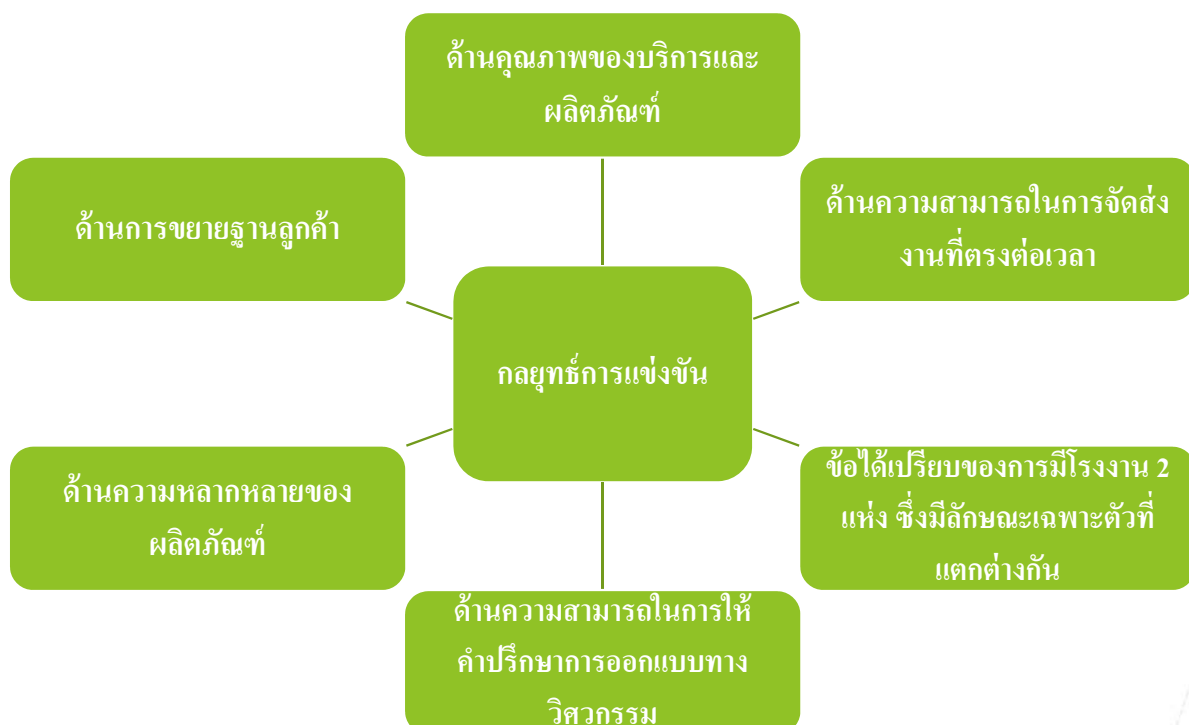 ด้านคุณภาพของบริการและ
ผลิตภัณฑ์
ด้านการขยายฐานลูกค้า
ด้านความสามารถในการจัดส่ง
งานที่ตรงต่อเวลา
กลยุทธ์การแข่งขัน
ด้านความหลากหลายของ
ผลิตภัณฑ์
ข้อได้เปรียบของการมีโรงงาน 2
แห่ง ซึ่งมีลักษณะเฉพาะตัวที่
แตกต่างกัน
ด้านความสามารถในการให้
คำปรึกษาการออกแบบทาง
วิศวกรรม